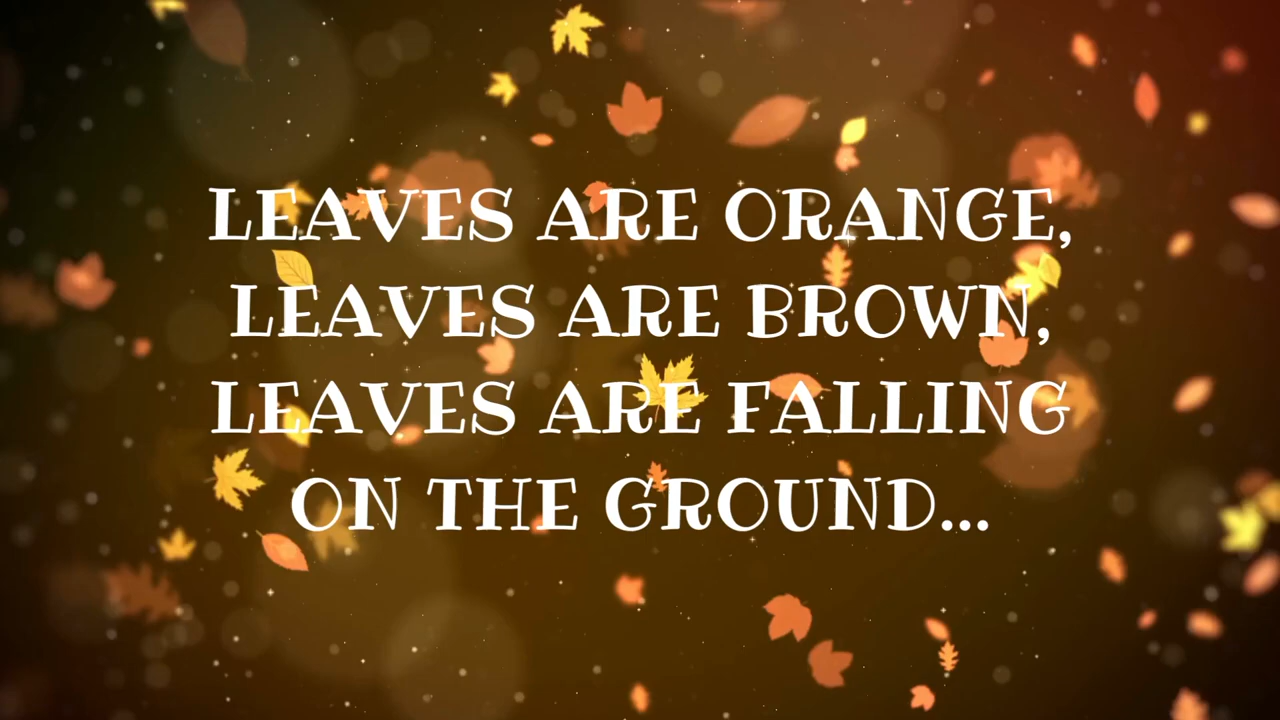 LEAVES ARE ORANGE,
LEAVES ARE BROWN,
LEAVES ARE FALLING
ON THE GROUND...